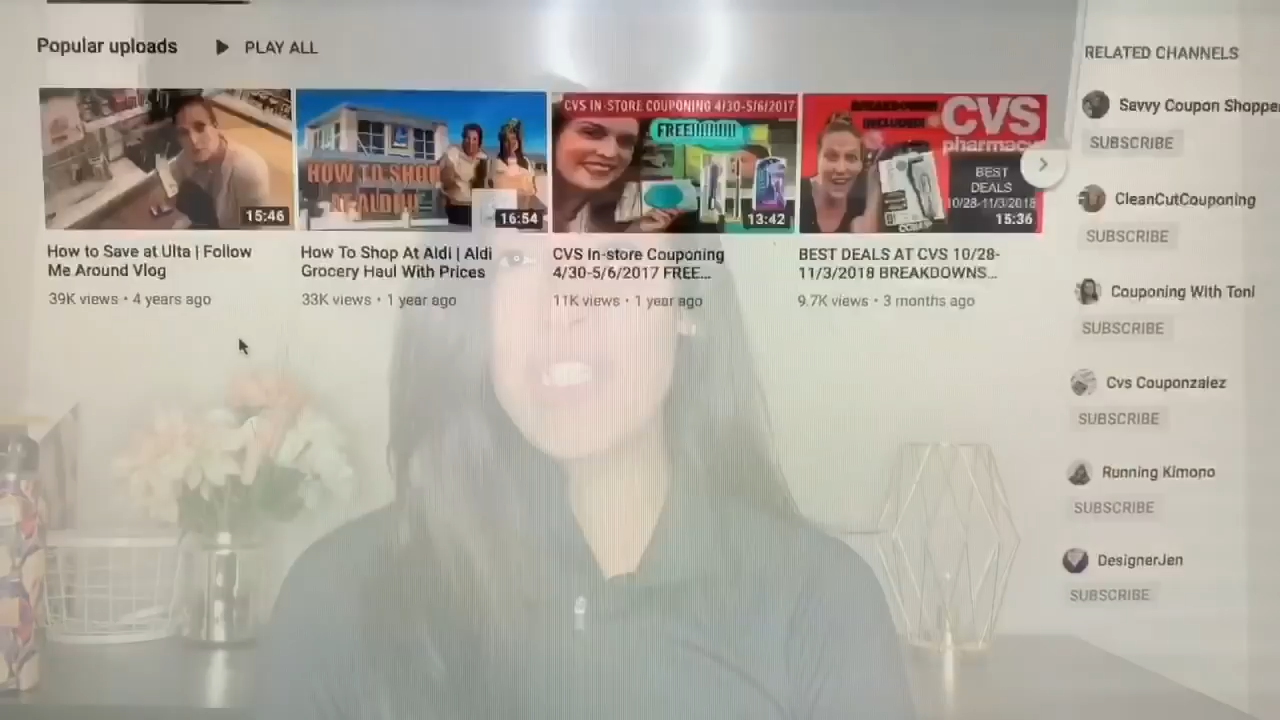 Popular uploads ▶ PLAY ALL
RELATED CHANNELS
15:46
How to Save at Ulta | Follow
Me Around Vlog
39K views • 4 years ago
HOW TO SHOP
AT ALDI
16:54
How To Shop At Aldi | Aldi
Grocery Haul With Prices
33K views • 1 year ago
CVS IN-STORE COUPONING 4/30-5/6/2017
FREE!!!!!!!!!
13:42
CVS In-store Couponing
4/30-5/6/2017 FREE...
11K views • 1 year ago
BREAKDOWNS
INCLUDED
CVS
pharmacy
BEST
DEALS
10/28-11/3/2018
15:36
BEST DEALS AT CVS 10/28-
11/3/2018 BREAKDOWNS...
9.7K views • 3 months ago
Savvy Coupon Shopper
SUBSCRIBE
CleanCutCouponing
SUBSCRIBE
Couponing With Toni
SUBSCRIBE
Cvs Couponzalez
SUBSCRIBE
Running Kimono
SUBSCRIBE
DesignerJen
SUBSCRIBE